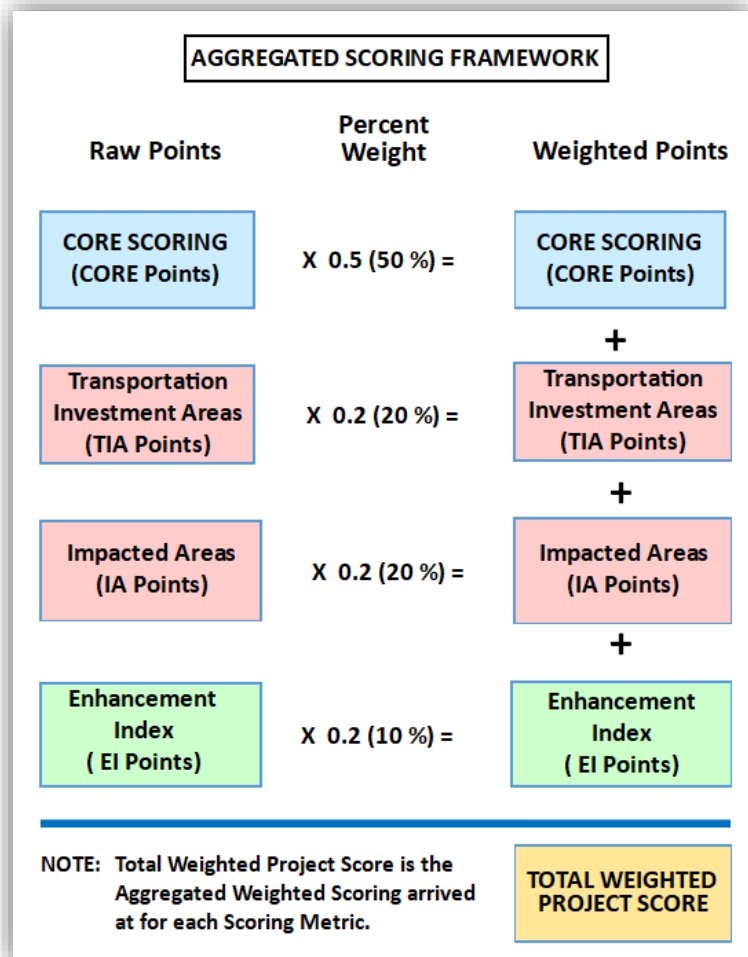 AGGREGATED SCORING FRAMEWORK
Raw Points
Percent
Weight
Weighted Points
CORE SCORING
(CORE Points)
X 0.5 (50 %) =
CORE SCORING
(CORE Points)
+
Transportation
Investment Areas
(TIA Points)
X 0.2 (20 %) =
Transportation
Investment Areas
(TIA Points)
+
Impacted Areas
(IA Points)
X 0.2 (20 %) =
Impacted Areas
(IA Points)
+
Enhancement
Index
( EI Points)
X 0.2 (10 %) =
Enhancement
Index
( EI Points)
NOTE: Total Weighted Project Score is the
Aggregated Weighted Scoring arrived
at for each Scoring Metric.
TOTAL WEIGHTED
PROJECT SCORE